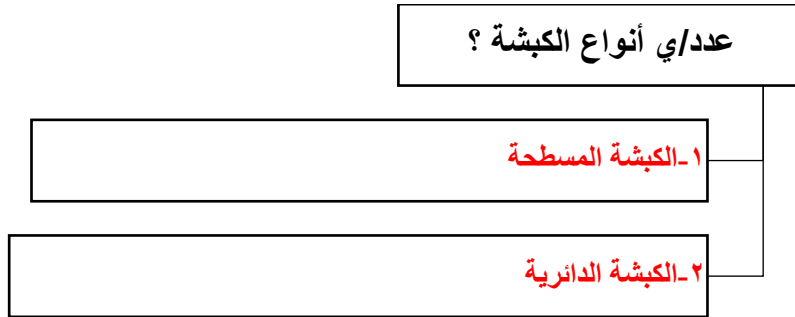 عدد/ي أنواع الكبشة ؟
١-الكبشة المسطحة
٢-الكبشة الدائرية